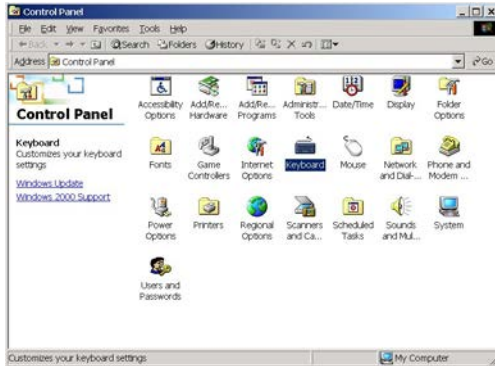 Control Panel
File Edit View Favorites Tools Help
Back Search Folders History
Address Control Panel Go
Control Panel
Keyboard
Customizes your keyboard
settings
Windows Update
Windows 2000 Support
Accessibility Options
Add/Re... Hardware
Add/Re... Programs
Administr... Tools
Date/Time
Display
Folder Options
Fonts
Game Controllers
Internet Options
Keyboard
Mouse
Network and Dial-...
Phone and Modem ...
Power Options
Printers
Regional Options
Scanners and Ca...
Scheduled Tasks
Sounds and Mul...
System
Users and Passwords
Customizes your keyboard settings My Computer